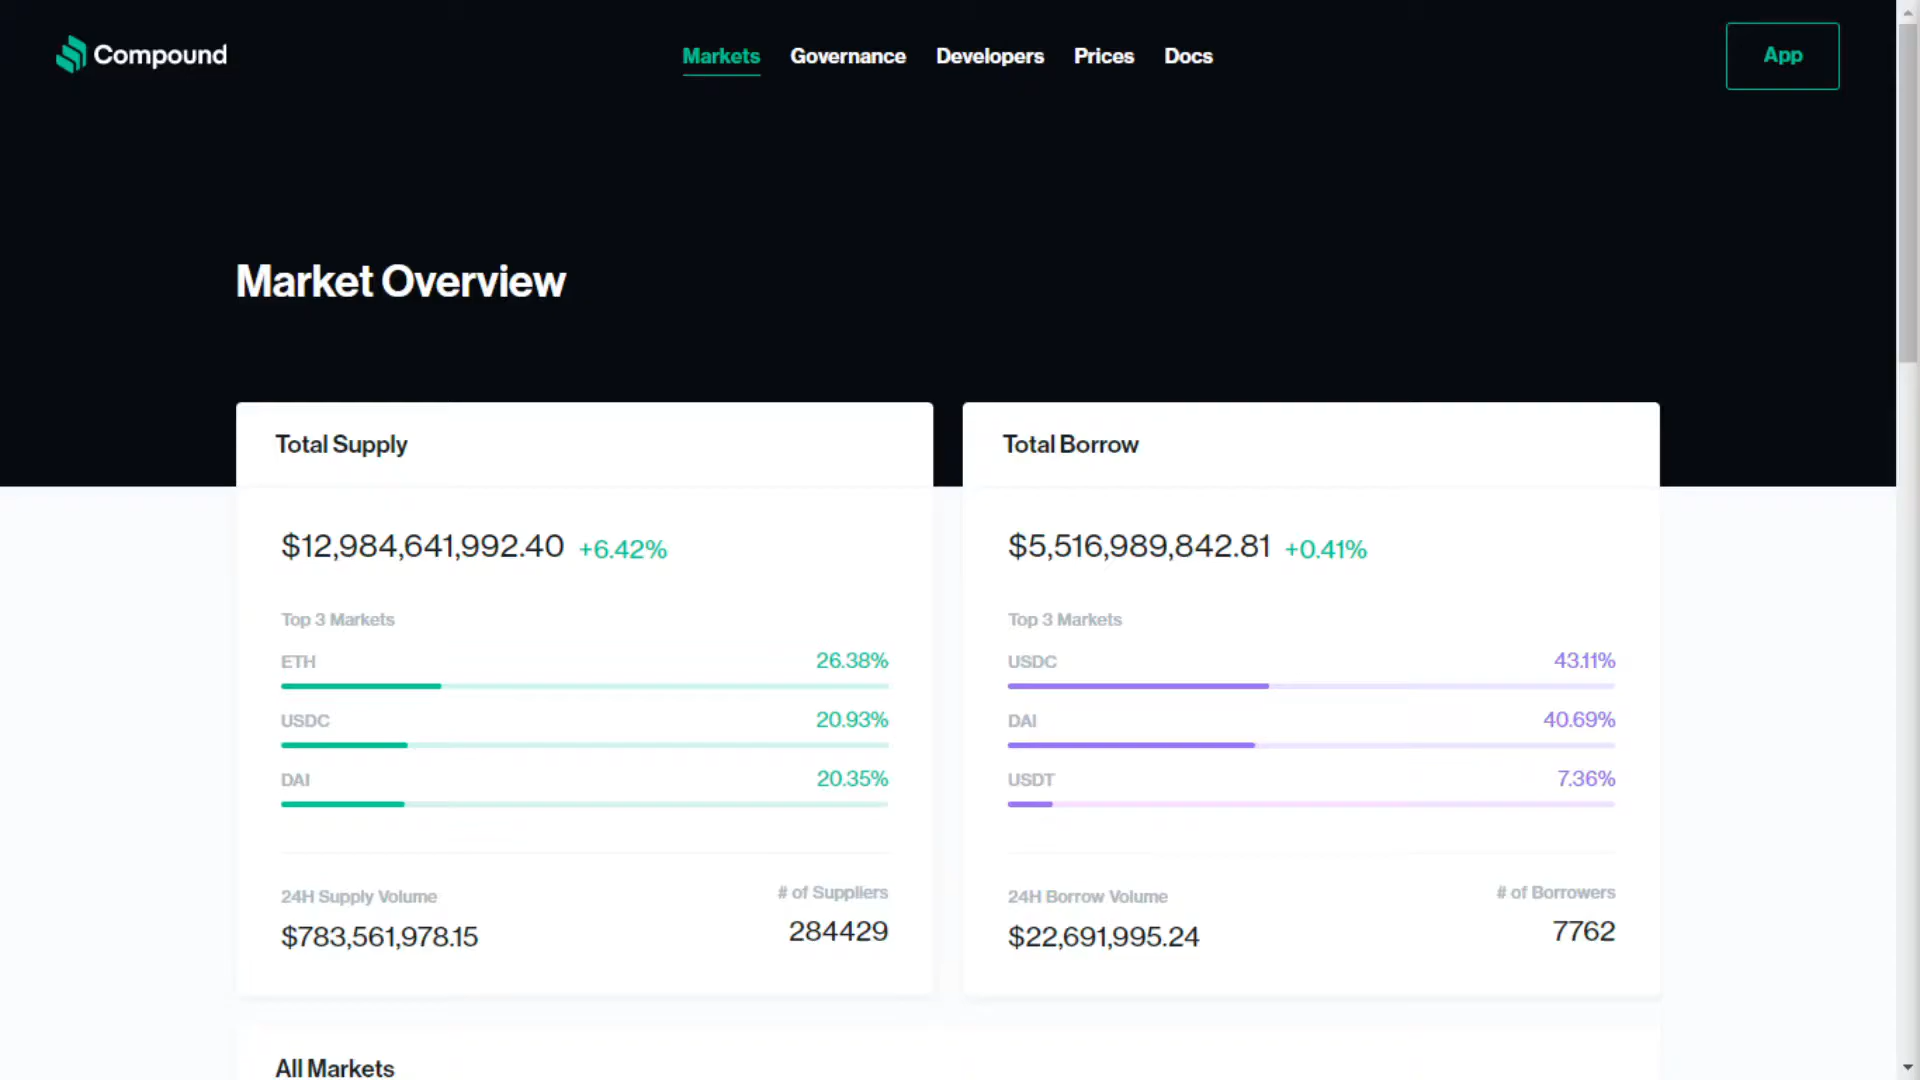 Compound
Markets Governance Developers Prices Docs
App
Market Overview
Total Supply
$12,984,641,992.40 +6.42%
Top 3 Markets
ETH 26.38%
USDC 20.93%
DAI 20.35%
24H Supply Volume
$783,561,978.15
# of Suppliers
284429
Total Borrow
$5,516,989,842.81 +0.41%
Top 3 Markets
USDC 43.11%
DAI 40.69%
USDT 7.36%
24H Borrow Volume
$22,691,995.24
# of Borrowers
7762
All Markets